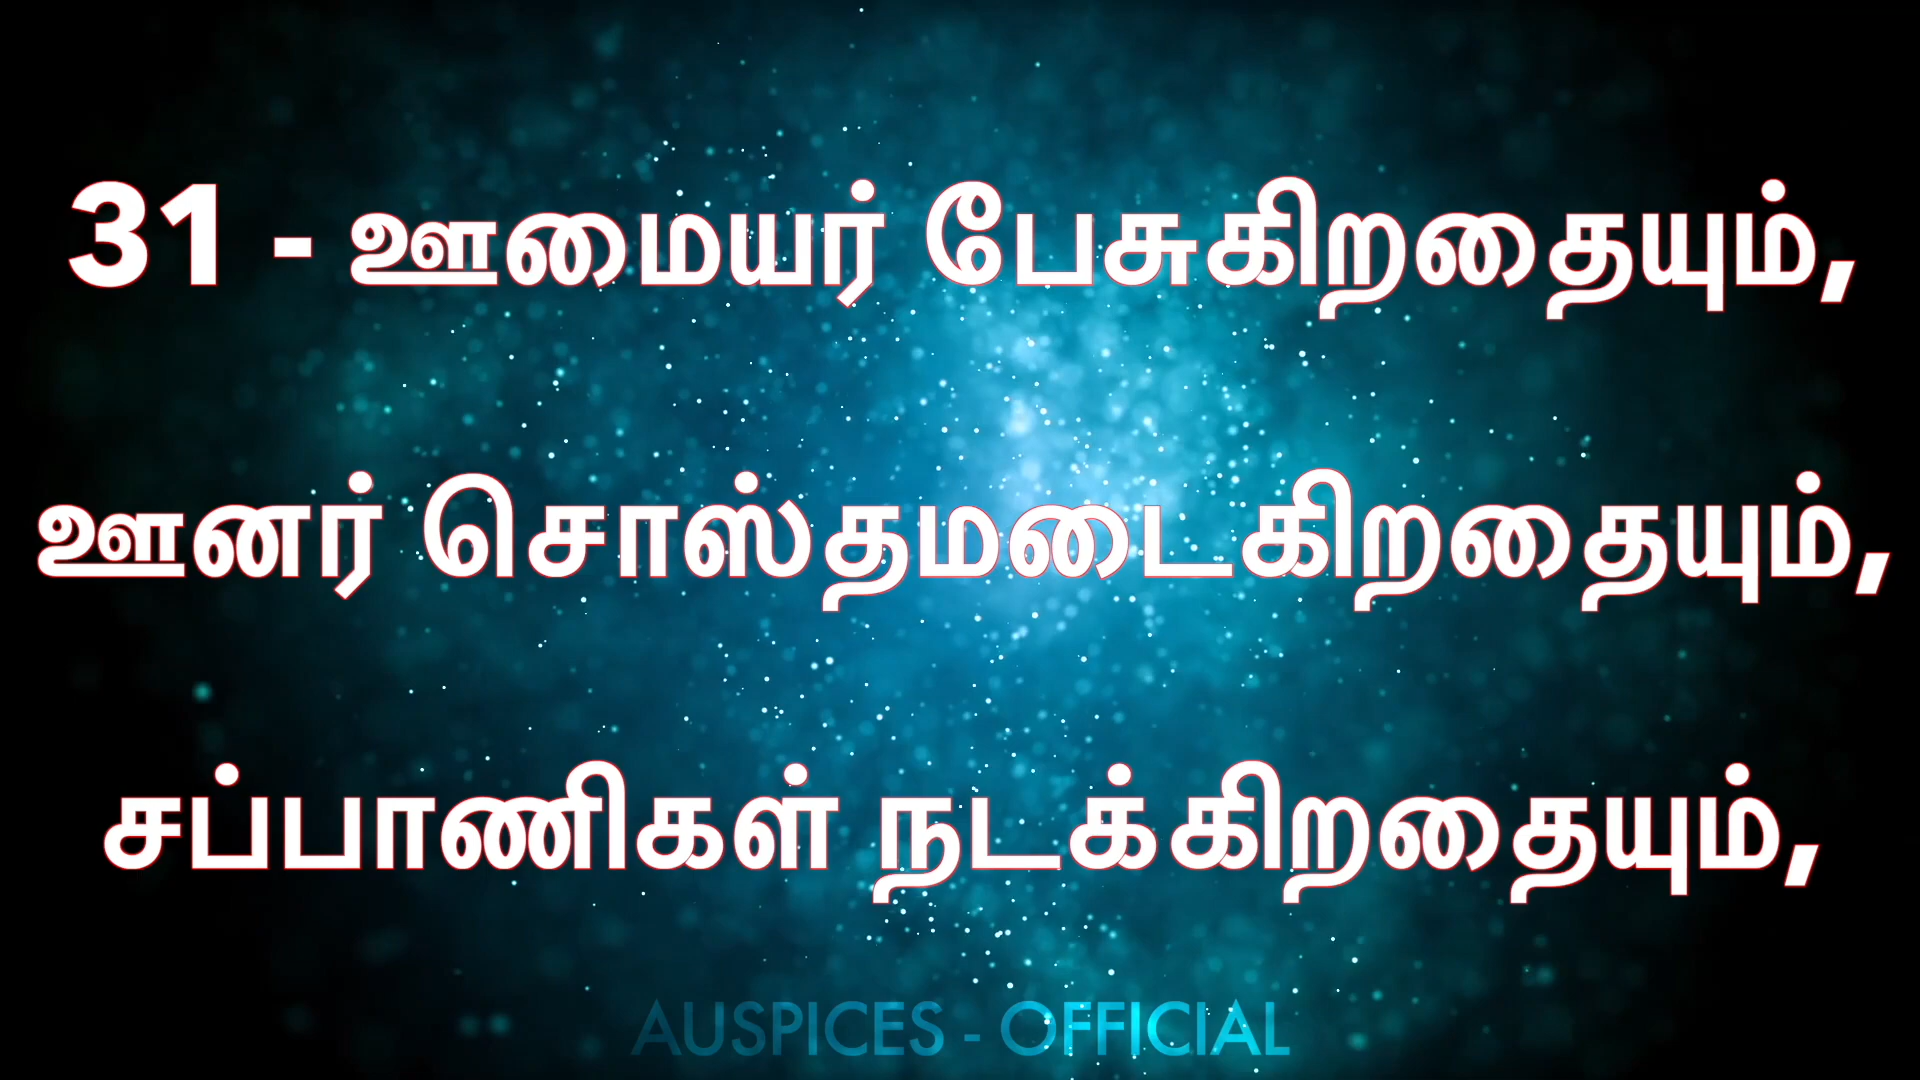 31 - ஊமையர் பேசுகிறதையும்,
ஊனர் சொஸ்தமடைகிறதையும்,
சப்பாணிகள் நடக்கிறதையும்,
AUSPICES - OFFICIAL